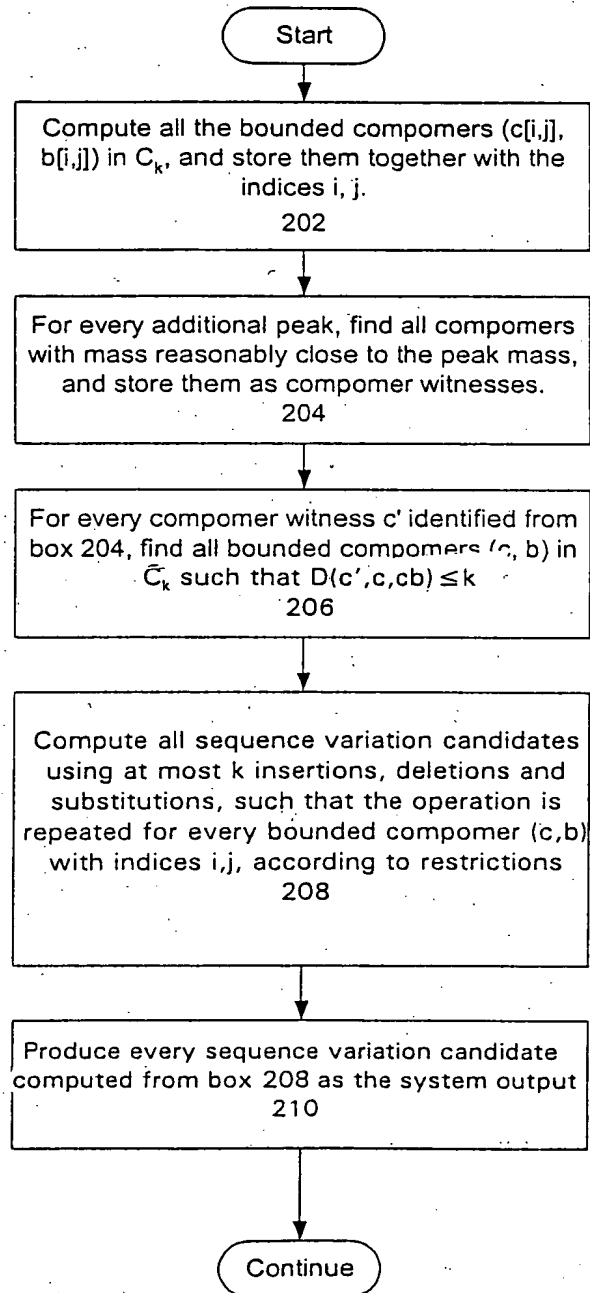 Start
Compute all the bounded compomers (c[i,j],
b[i,j]) in Cₖ, and store them together with the
indices i, j.
202
For every additional peak, find all compomers
with mass reasonably close to the peak mass,
and store them as compomer witnesses.
204
For every compomer witness c' identified from
box 204, find all bounded compomers (c, b) in
Cₖ such that D(c',c,cb) ≤ k
206
Compute all sequence variation candidates
using at most k insertions, deletions and
substitutions, such that the operation is
repeated for every bounded compomer (c,b)
with indices i,j, according to restrictions
208
Produce every sequence variation candidate
computed from box 208 as the system output
210
Continue